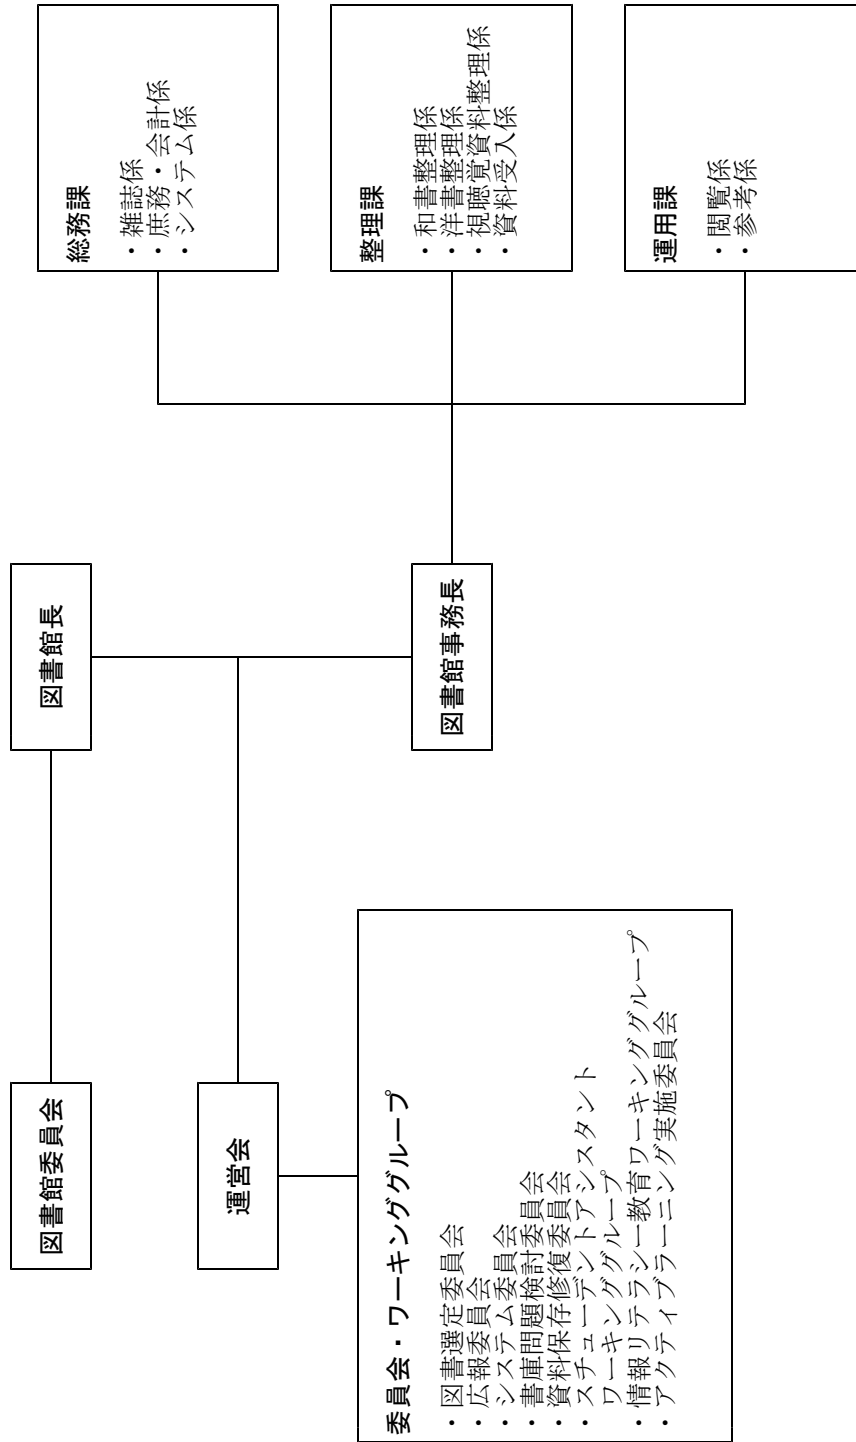 図書館委員会
図書館長
運営会
図書館事務長
委員会・ワーキンググループ
・図書選定委員会
・広報委員会
・システム委員会
・書庫問題検討委員会
・資料保存修復委員会
・スチューデントアシスタント
ワーキンググループ
・情報リテラシー教育ワーキンググループ
・アクティブラーニング実施委員会
総務課
・雑誌係
・庶務・会計係
・システム係
整理課
・和書整理係
・洋書整理係
・視聴覚資料整理係
・資料受入係
運用課
・閲覧係
・参考係